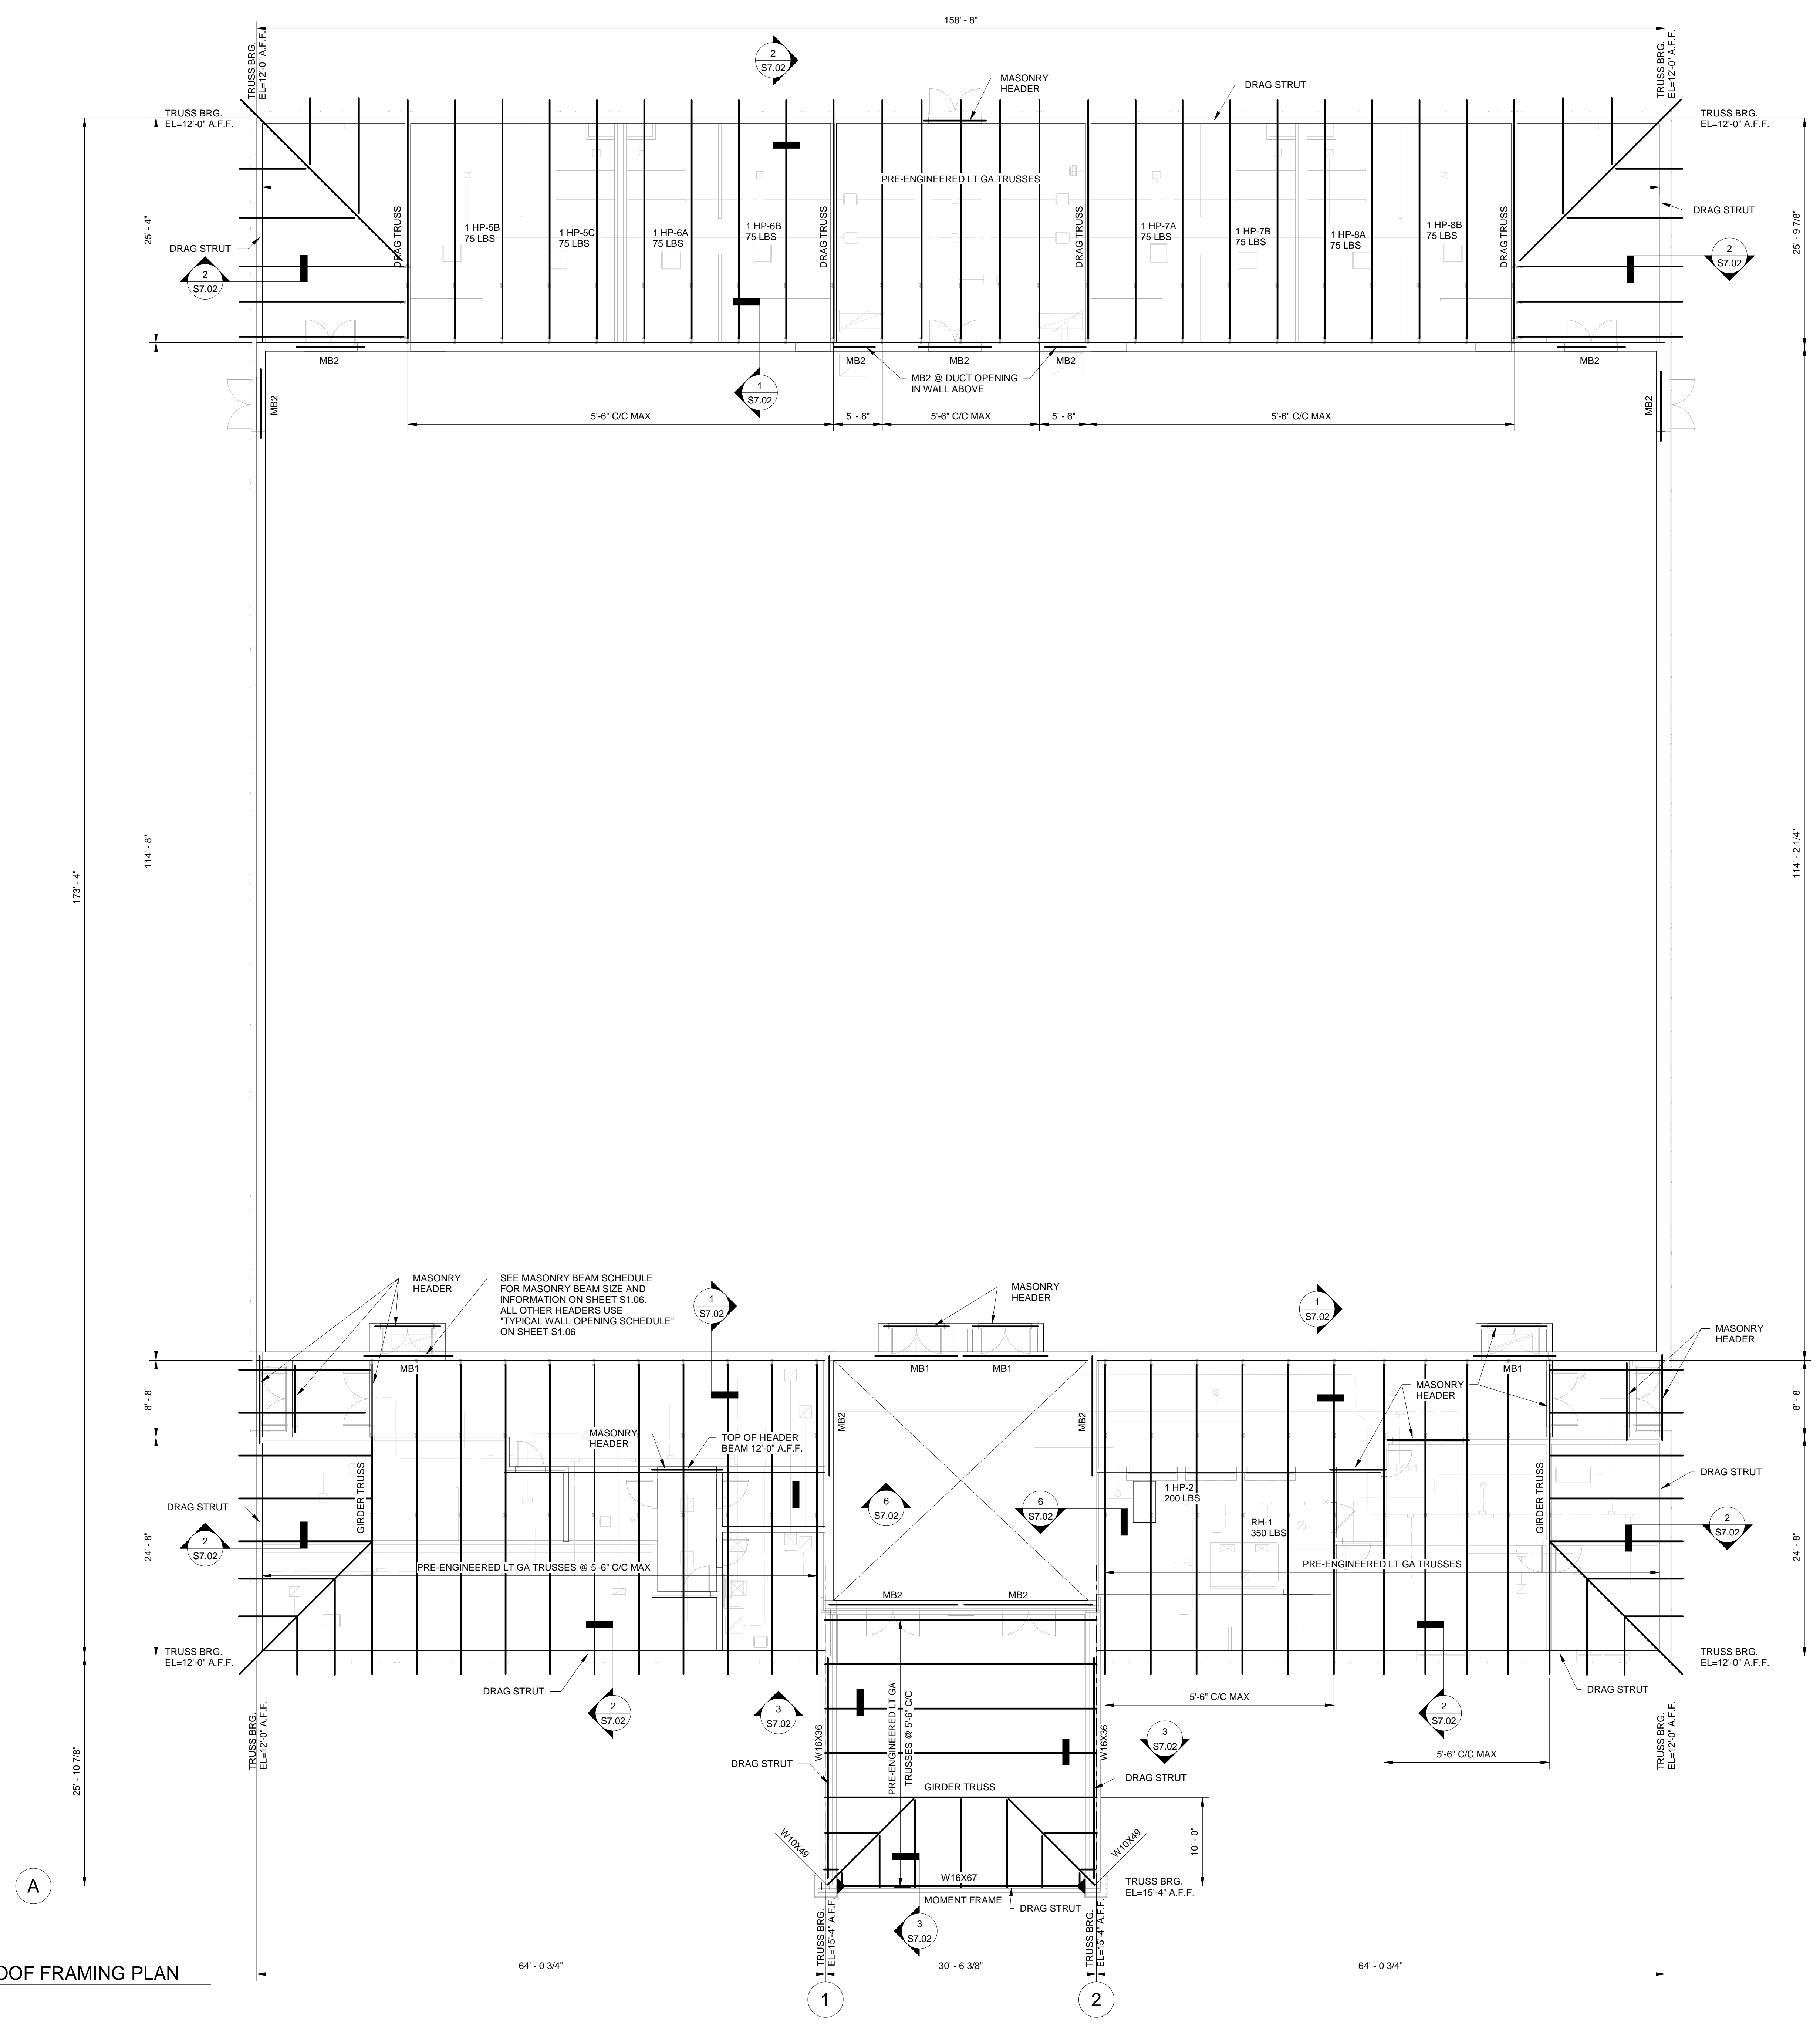 158' - 8"
TRUSS BRG.
EL=12'-0" A.F.F.
2
S7.02
MASONRY
HEADER
DRAG STRUT
TRUSS BRG.
EL=12'-0" A.F.F.
TRUSS BRG.
EL=12'-0" A.F.F.
TRUSS BRG.
EL=12'-0" A.F.F.
PRE-ENGINEERED LT GA TRUSSES
25' - 4"
DRAG STRUT
2
S7.02
DRAG TRUSS
1 HP-5B
75 LBS
1 HP-5C
75 LBS
1 HP-6A
75 LBS
1 HP-6B
75 LBS
DRAG TRUSS
DRAG TRUSS
1 HP-7A
75 LBS
1 HP-7B
75 LBS
1 HP-8A
75 LBS
1 HP-8B
75 LBS
DRAG TRUSS
DRAG STRUT
2
S7.02
25' - 9 7/8"
MB2
MB2
MB2
MB2
MB2
MB2 @ DUCT OPENING
IN WALL ABOVE
1
S7.02
MB2
MB2
5'-6" C/C MAX
5' - 6"
5'-6" C/C MAX
5' - 6"
5'-6" C/C MAX
173' - 4"
114' - 8"
114' - 2 1/4"
MASONRY
HEADER
SEE MASONRY BEAM SCHEDULE
FOR MASONRY BEAM SIZE AND
INFORMATION ON SHEET S1.06.
ALL OTHER HEADERS USE
"TYPICAL WALL OPENING SCHEDULE"
ON SHEET S1.06
1
S7.02
MASONRY
HEADER
1
S7.02
MASONRY
HEADER
MB1
MB1
MB1
MB1
8' - 8"
8' - 8"
MASONRY
HEADER
MB2
MB2
MASONRY
HEADER
TOP OF HEADER
BEAM 12'-0" A.F.F.
GIRDER TRUSS
DRAG STRUT
2
S7.02
24' - 8"
6
S7.02
6
S7.02
1 HP-2
200 LBS
RH-1
350 LBS
GIRDER TRUSS
DRAG STRUT
2
S7.02
24' - 8"
PRE-ENGINEERED LT GA TRUSSES @ 5'-6" C/C MAX
PRE-ENGINEERED LT GA TRUSSES
MB2
MB2
TRUSS BRG.
EL=12'-0" A.F.F.
TRUSS BRG.
EL=12'-0" A.F.F.
DRAG STRUT
2
S7.02
3
S7.02
W16X36
PRE-ENGINEERED LT GA
TRUSSES @ 5'-6" C/C
W16X36
3
S7.02
5'-6" C/C MAX
2
S7.02
DRAG STRUT
TRUSS BRG.
EL=12'-0" A.F.F.
TRUSS BRG.
EL=12'-0" A.F.F.
5'-6" C/C MAX
25' - 10 7/8"
DRAG STRUT
GIRDER TRUSS
DRAG STRUT
10' - 0"
W10X49
W10X49
A
W16X67
MOMENT FRAME
DRAG STRUT
TRUSS BRG.
EL=15'-4" A.F.F.
3
S7.02
TRUSS BRG.
EL=15'-4" A.F.F.
TRUSS BRG.
EL=15'-4" A.F.F.
OOF FRAMING PLAN
64' - 0 3/4"
30' - 6 3/8"
64' - 0 3/4"
1
2